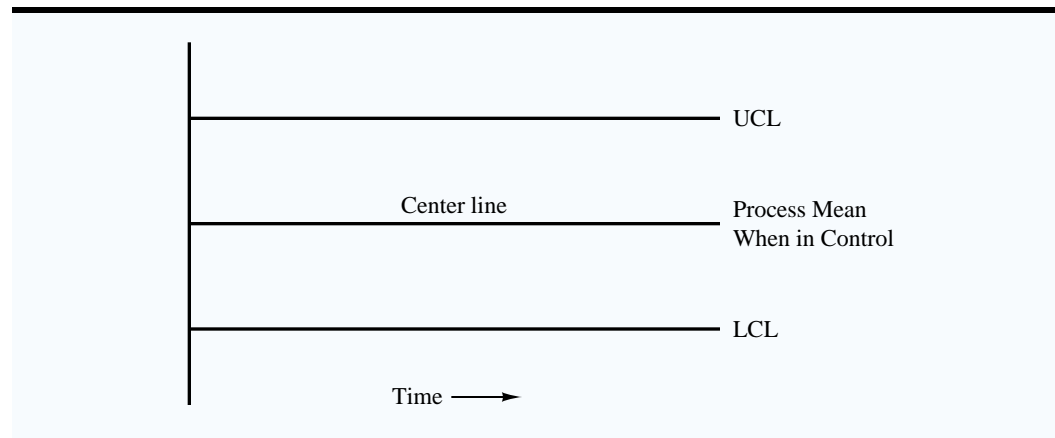 UCL
Center line
Process Mean
When in Control
LCL
Time